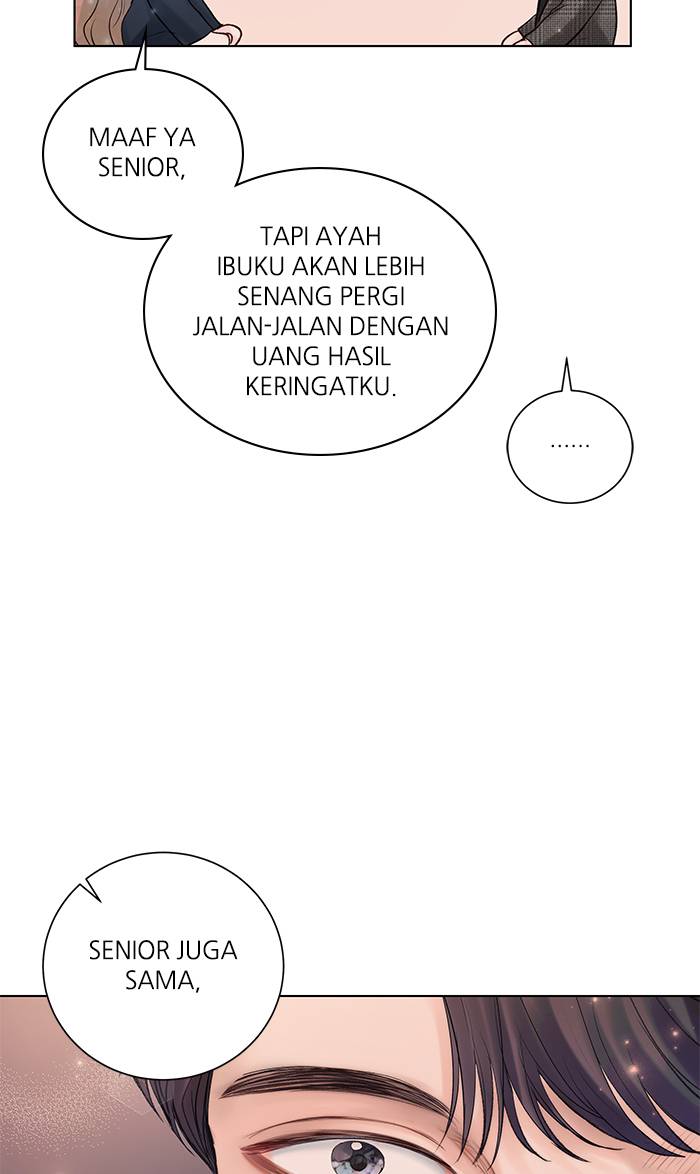 MAAF YA
SENIOR,
TAPI AYAH
IBUKU AKAN LEBIH
SENANG PERGI
JALAN-JALAN DENGAN
UANG HASIL
KERINGATKU.
......
SENIOR JUGA
SAMA,